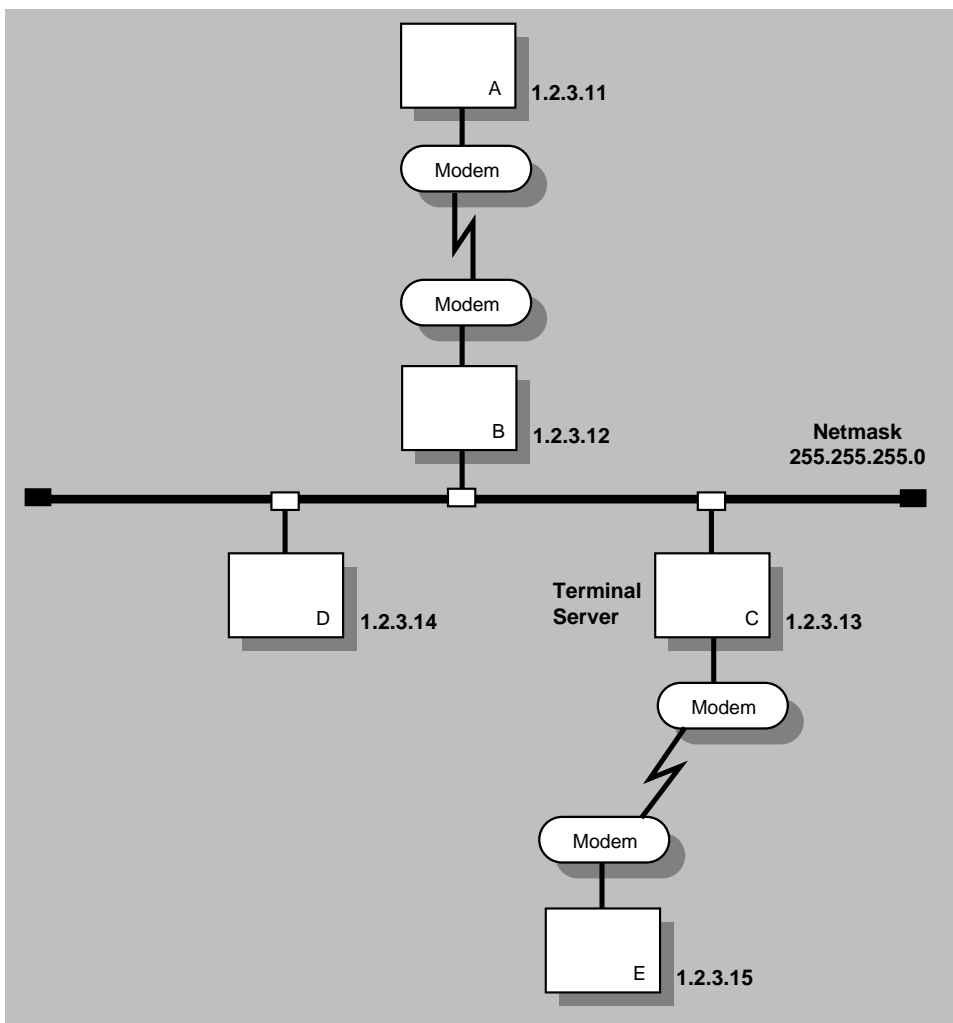 A
1.2.3.11
Modem
Modem
B
1.2.3.12
Netmask
255.255.255.0
D
1.2.3.14
Terminal
Server
C
1.2.3.13
Modem
Modem
E
1.2.3.15